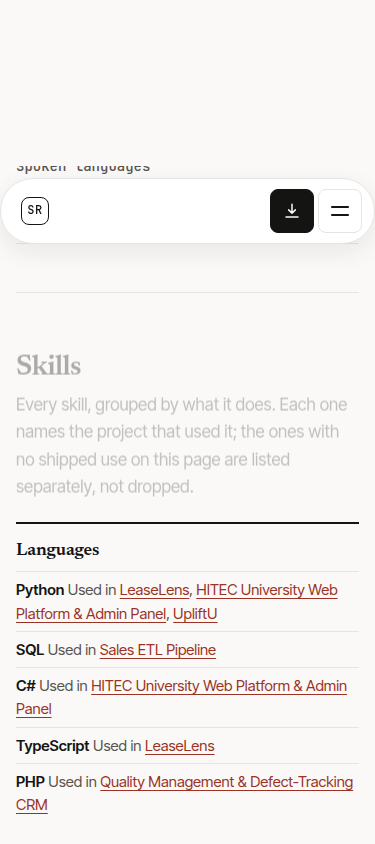 Spoken languages
SR
Skills
Every skill, grouped by what it does. Each one
names the project that used it; the ones with
no shipped use on this page are listed
separately, not dropped.
Languages
Python Used in LeaseLens, HITEC University Web
Platform & Admin Panel, UpliftU
SQL Used in Sales ETL Pipeline
C# Used in HITEC University Web Platform & Admin
Panel
TypeScript Used in LeaseLens
PHP Used in Quality Management & Defect-Tracking
CRM